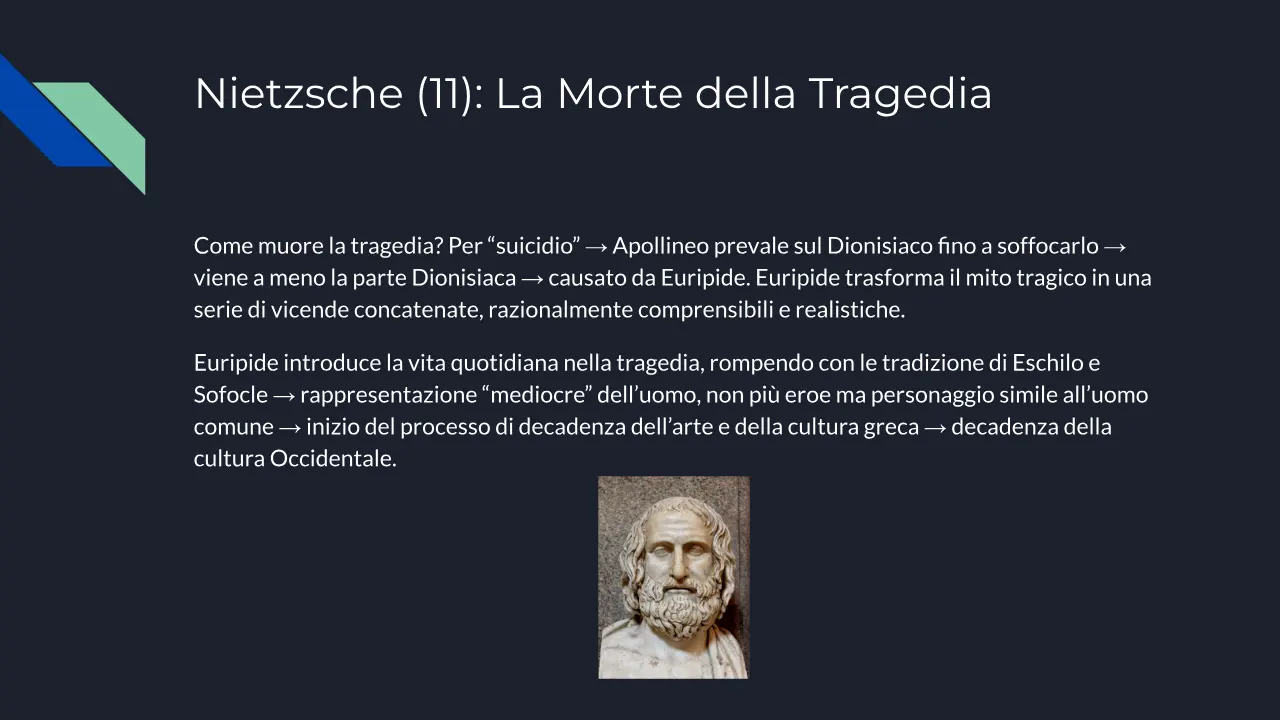 Nietzsche (11): La Morte della Tragedia
Come muore la tragedia? Per “suicidio” → Apollineo prevale sul Dionisiaco fino a soffocarlo →
viene a meno la parte Dionisiaca → causato da Euripide. Euripide trasforma il mito tragico in una
serie di vicende concatenate, razionalmente comprensibili e realistiche.
Euripide introduce la vita quotidiana nella tragedia, rompendo con le tradizione di Eschilo e
Sofocle → rappresentazione “mediocre” dell’uomo, non più eroe ma personaggio simile all’uomo
comune → inizio del processo di decadenza dell’arte e della cultura greca → decadenza della
cultura Occidentale.